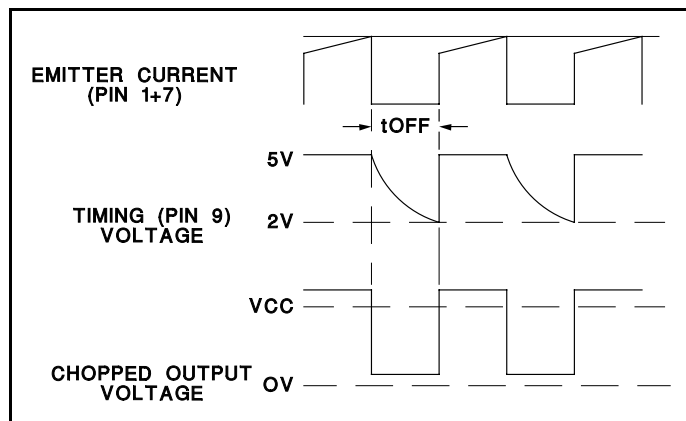 EMITTER CURRENT
(PIN 1+7)
tOFF
5V
TIMING (PIN 9)
VOLTAGE
2V
VCC
CHOPPED OUTPUT
VOLTAGE
OV